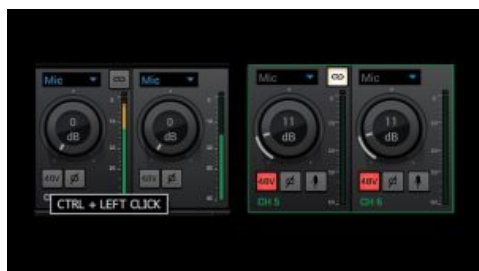 Mic Mic Mic Mic
0 dB 0 dB 11 dB 11 dB
48V 48V 48V 48V
CTRL + LEFT CLICK CH 5 CH 6